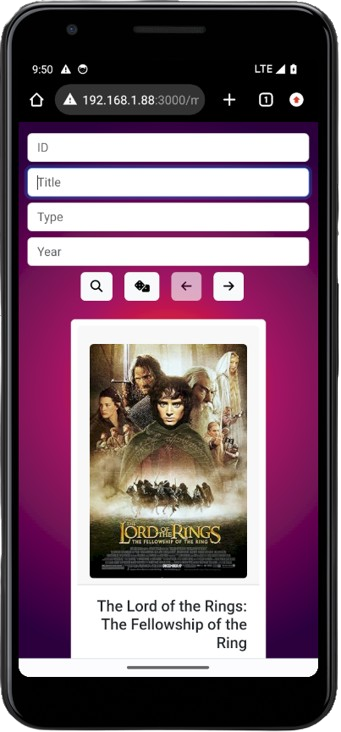 9:50
LTE
192.168.1.88:3000/m
1
ID
Title
Type
Year
THE
LORD OF THE RINGS
THE FELLOWSHIP OF THE RING
The Lord of the Rings:
The Fellowship of the
Ring